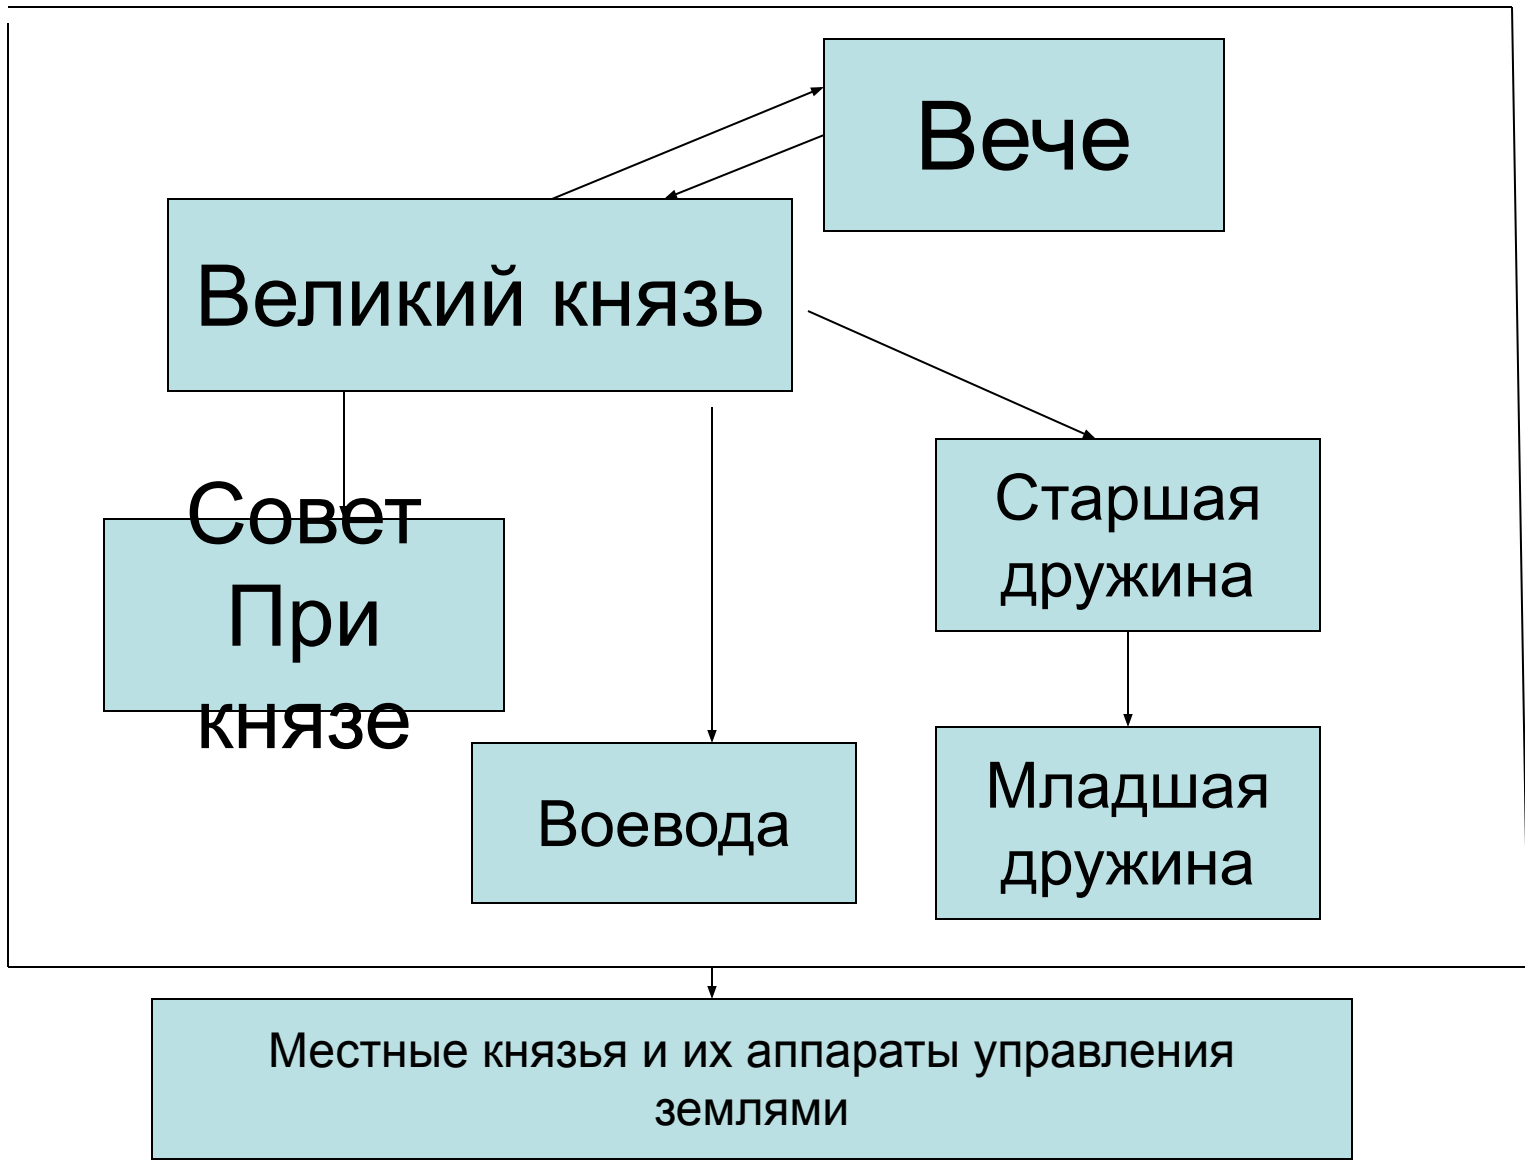 Вече
Великий князь
Совет
При
князе
Старшая
дружина
Воевода
Младшая
дружина
Местные князья и их аппараты управления
землями